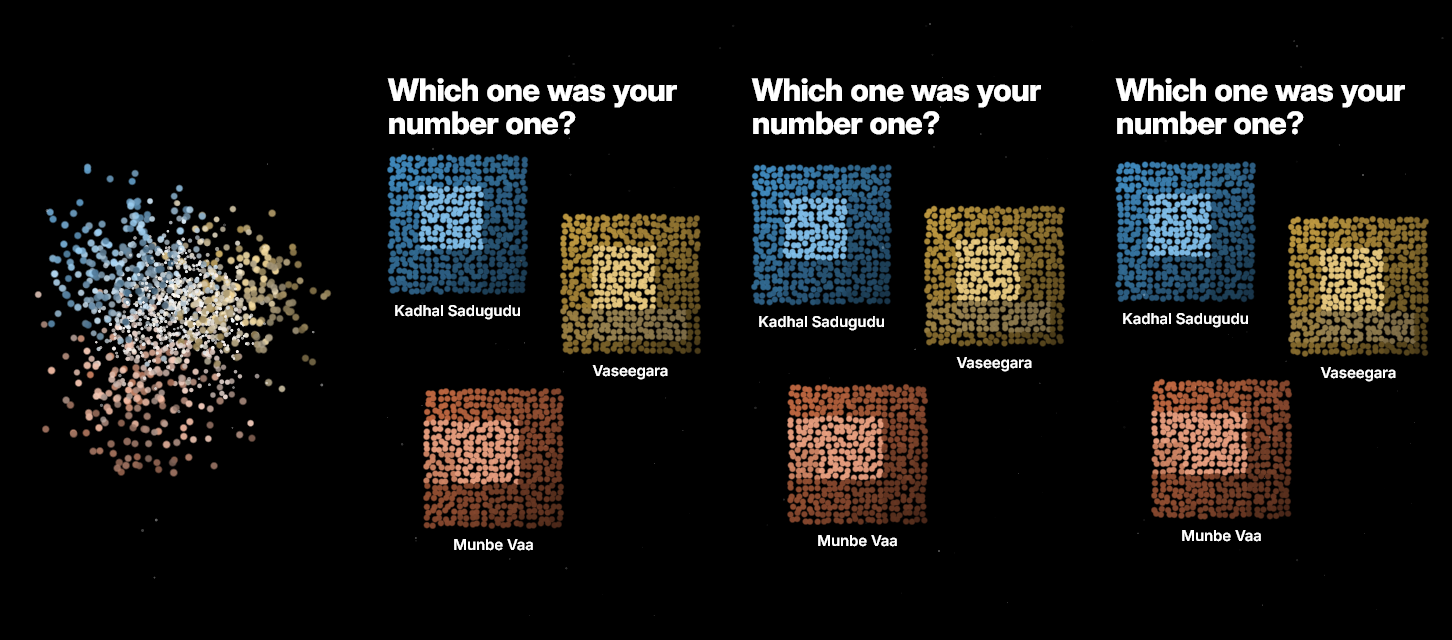 Which one was your
number one?
Kadhal Sadugudu
Vaseegara
Munbe Vaa
Which one was your
number one?
Kadhal Sadugudu
Vaseegara
Munbe Vaa
Which one was your
number one?
Kadhal Sadugudu
Vaseegara
Munbe Vaa